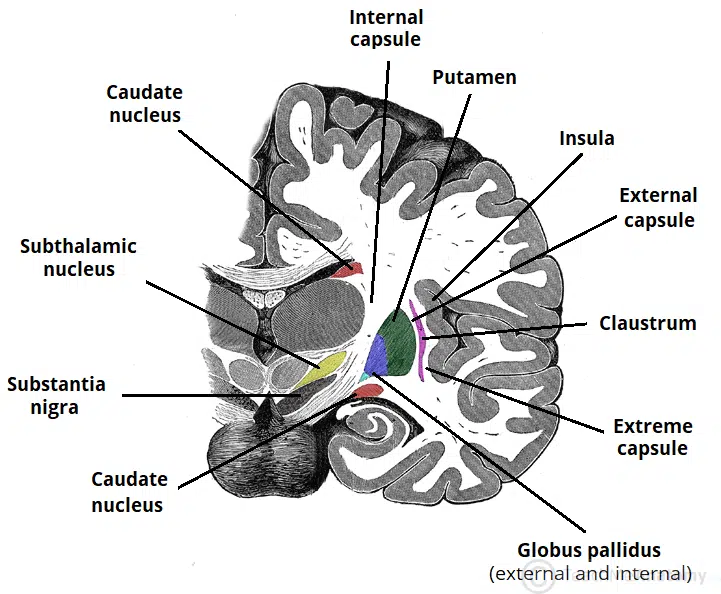 Internal
capsule
Putamen
Caudate
nucleus
Insula
External
capsule
Subthalamic
nucleus
Claustrum
Substantia
nigra
Extreme
capsule
Caudate
nucleus
Globus pallidus
(external and internal)